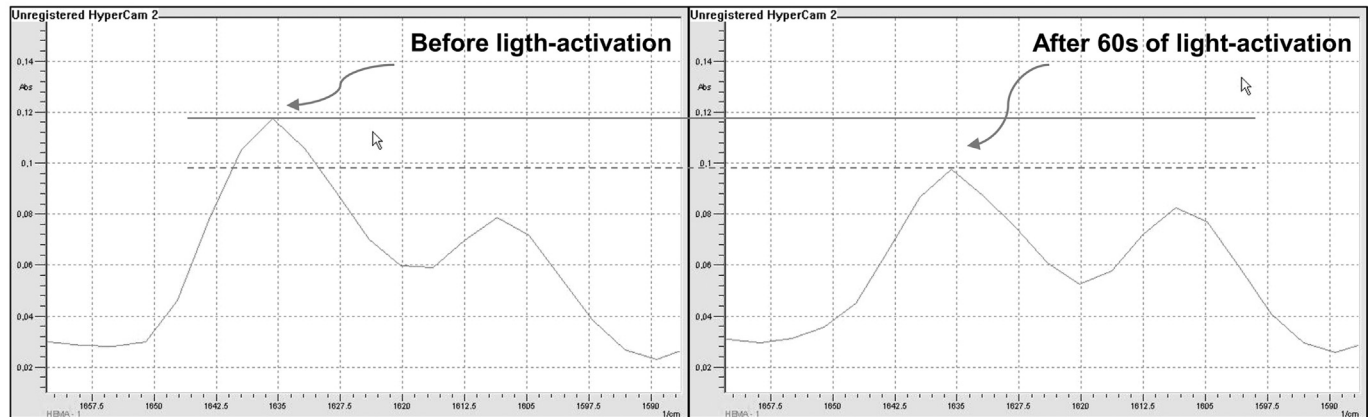 Unregistered HyperCam 2
Before ligth-activation
0,14
Abs
0,12
0,1
0,08
0,06
0,04
0,02
1657.5 1650 1642.5 1635 1627.5 1620 1612.5 1605 1597.5 1590
HEMA - 1
1/cm
Unregistered HyperCam 2
After 60s of light-activation
0,14
Abs
0,12
0,1
0,08
0,06
0,04
0,02
1657.5 1650 1642.5 1635 1627.5 1620 1612.5 1605 1597.5 1590
HEMA - 1
1/cm